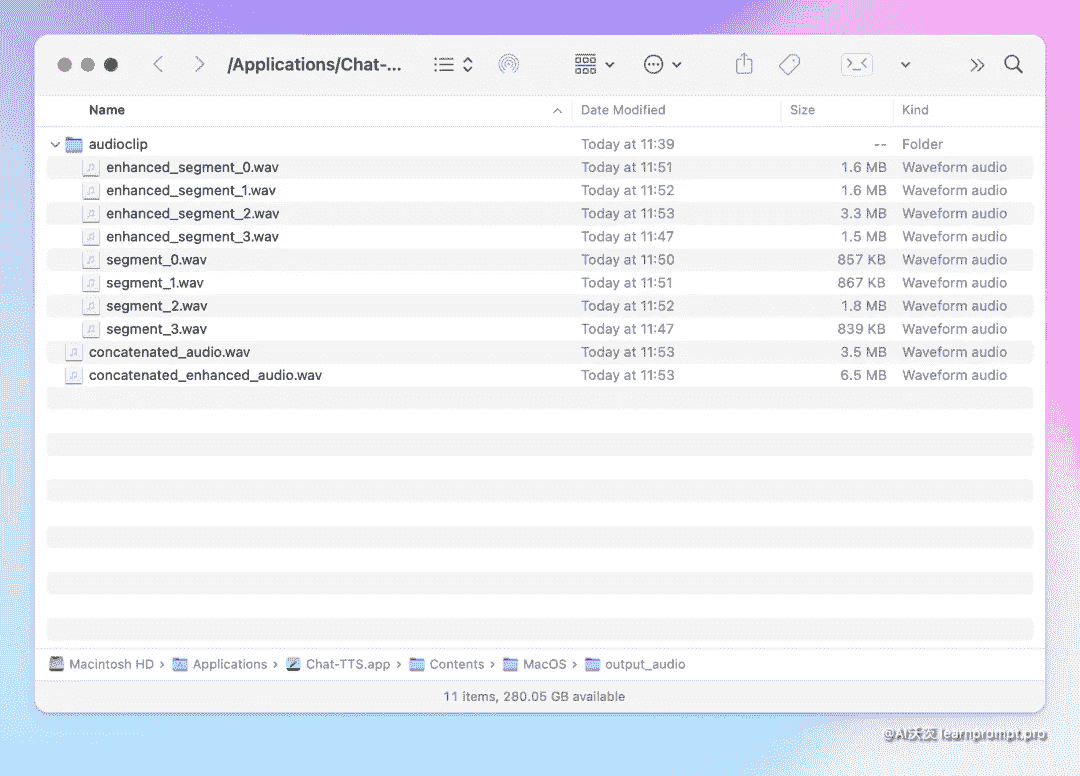 /Applications/Chat-...
Name Date Modified Size Kind
audioclip Today at 11:39 -- Folder
enhanced_segment_0.wav Today at 11:51 1.6 MB Waveform audio
enhanced_segment_1.wav Today at 11:52 1.6 MB Waveform audio
enhanced_segment_2.wav Today at 11:53 3.3 MB Waveform audio
enhanced_segment_3.wav Today at 11:47 1.5 MB Waveform audio
segment_0.wav Today at 11:50 857 KB Waveform audio
segment_1.wav Today at 11:51 867 KB Waveform audio
segment_2.wav Today at 11:52 1.8 MB Waveform audio
segment_3.wav Today at 11:47 839 KB Waveform audio
concatenated_audio.wav Today at 11:53 3.5 MB Waveform audio
concatenated_enhanced_audio.wav Today at 11:53 6.5 MB Waveform audio
Macintosh HD › Applications › Chat-TTS.app › Contents › MacOS › output_audio
11 items, 280.05 GB available
@AI沃茨 learnprompt.pro